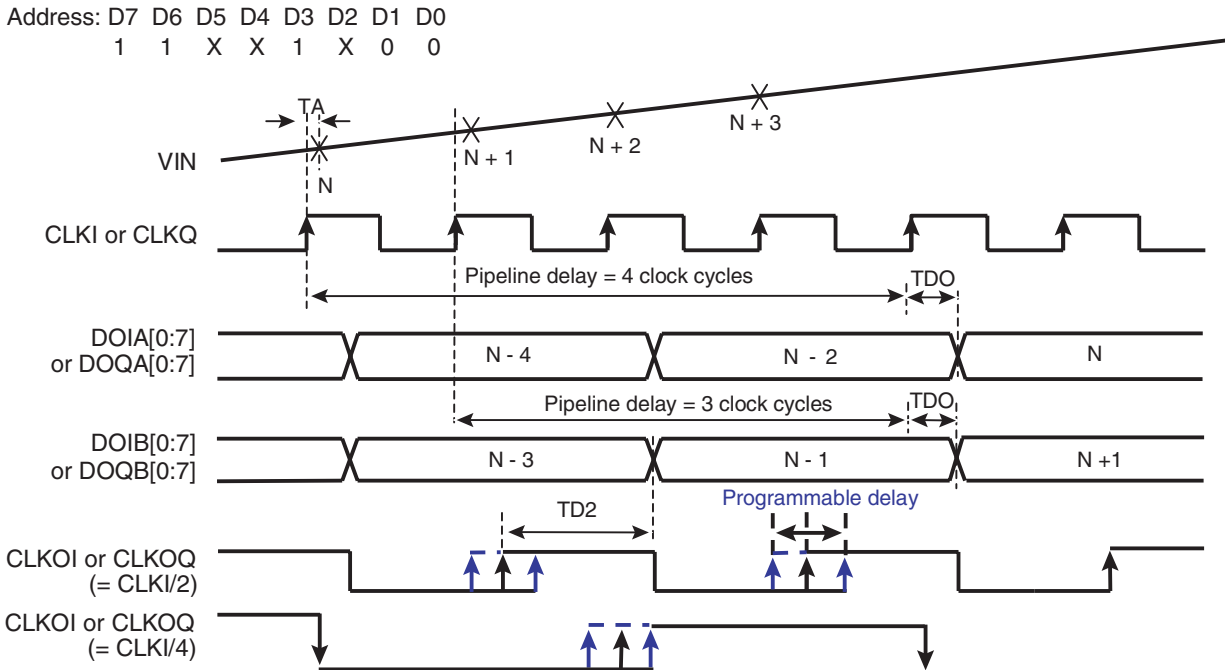 Address: D7 D6 D5 D4 D3 D2 D1 D0
1 1 X X 1 X 0 0
TA
VIN
N
N + 1
N + 2
N + 3
CLKI or CLKQ
Pipeline delay = 4 clock cycles
TDO
DOIA[0:7]
or DOQA[0:7]
N - 4
N - 2
N
Pipeline delay = 3 clock cycles
TDO
DOIB[0:7]
or DOQB[0:7]
N - 3
N - 1
N +1
TD2
Programmable delay
CLKOI or CLKOQ
(= CLKI/2)
CLKOI or CLKOQ
(= CLKI/4)